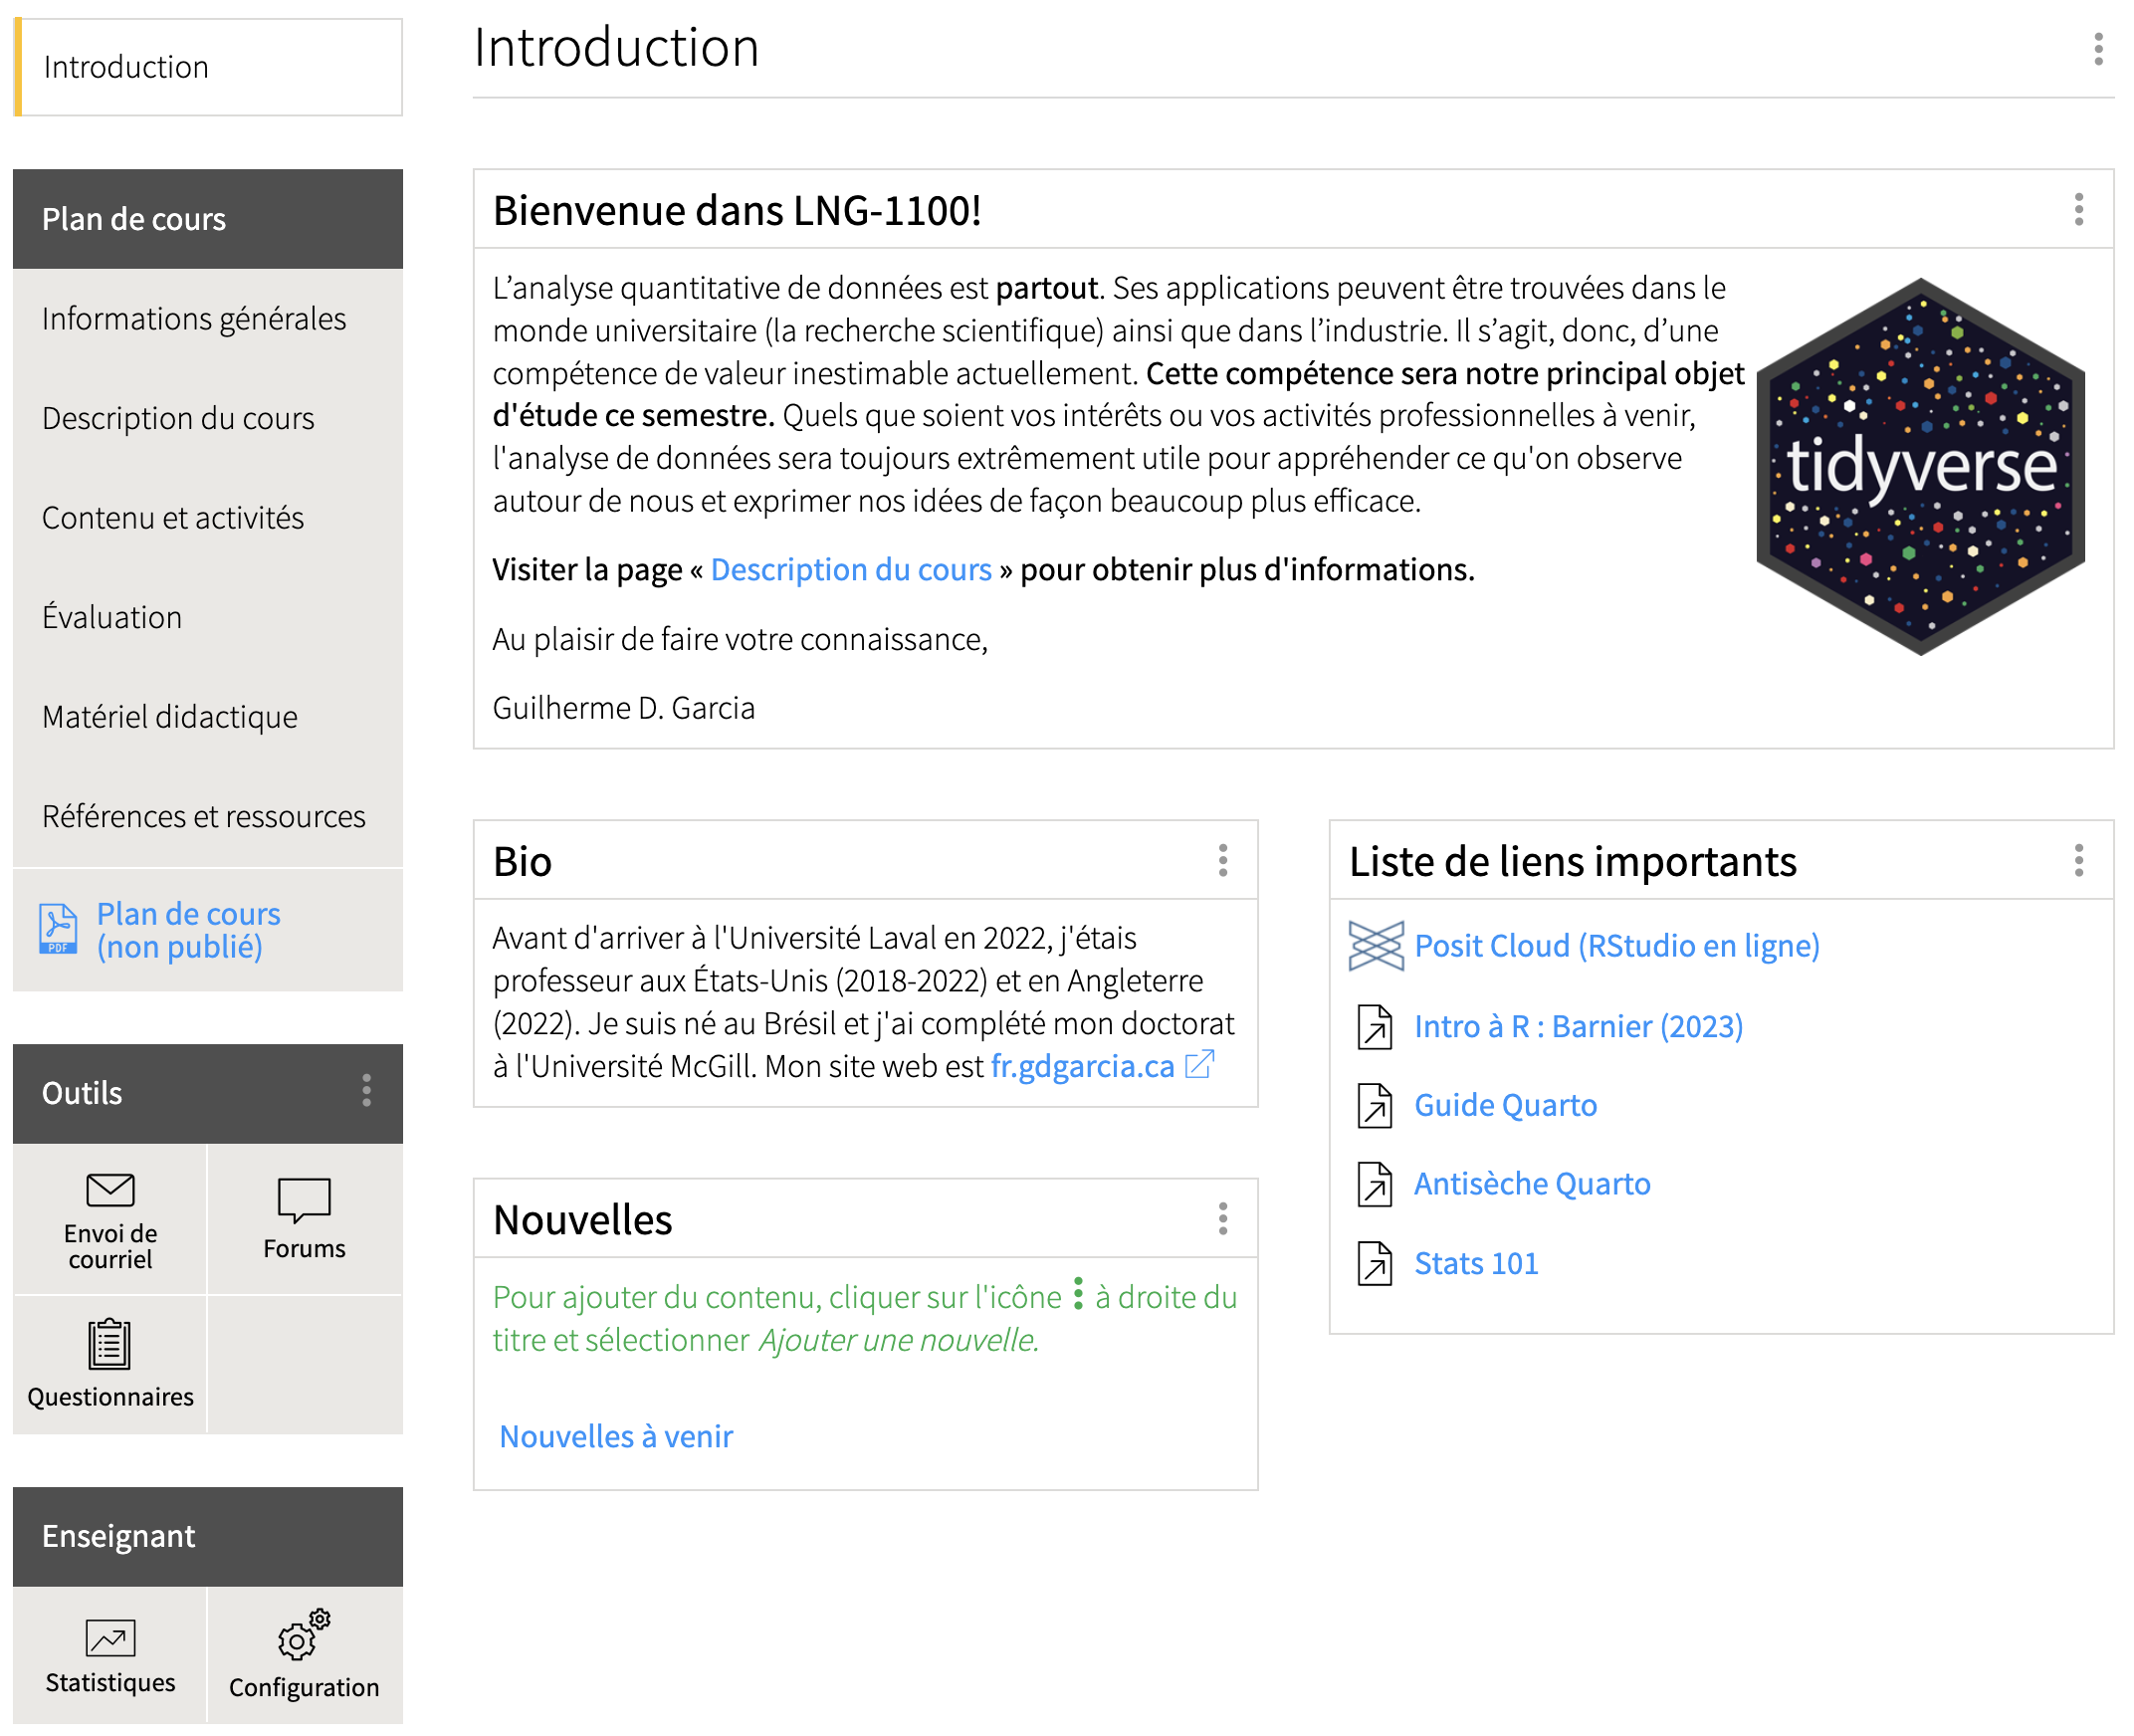 Introduction
Plan de cours
Informations générales
Description du cours
Contenu et activités
Évaluation
Matériel didactique
Références et ressources
PDF
Plan de cours
(non publié)
Outils
Envoi de
courriel
Forums
Questionnaires
Enseignant
Statistiques
Configuration
Introduction
Bienvenue dans LNG-1100!
L’analyse quantitative de données est partout. Ses applications peuvent être trouvées dans le
monde universitaire (la recherche scientifique) ainsi que dans l’industrie. Il s’agit, donc, d’une
compétence de valeur inestimable actuellement. Cette compétence sera notre principal objet
d'étude ce semestre. Quels que soient vos intérêts ou vos activités professionnelles à venir,
l'analyse de données sera toujours extrêmement utile pour appréhender ce qu'on observe
autour de nous et exprimer nos idées de façon beaucoup plus efficace.
tidyverse
Visiter la page « Description du cours » pour obtenir plus d'informations.
Au plaisir de faire votre connaissance,
Guilherme D. Garcia
Bio
Avant d'arriver à l'Université Laval en 2022, j'étais
professeur aux États-Unis (2018-2022) et en Angleterre
(2022). Je suis né au Brésil et j'ai complété mon doctorat
à l'Université McGill. Mon site web est fr.gdgarcia.ca
Nouvelles
Pour ajouter du contenu, cliquer sur l'icône à droite du
titre et sélectionner Ajouter une nouvelle.
Nouvelles à venir
Liste de liens importants
Posit Cloud (RStudio en ligne)
Intro à R : Barnier (2023)
Guide Quarto
Antisèche Quarto
Stats 101